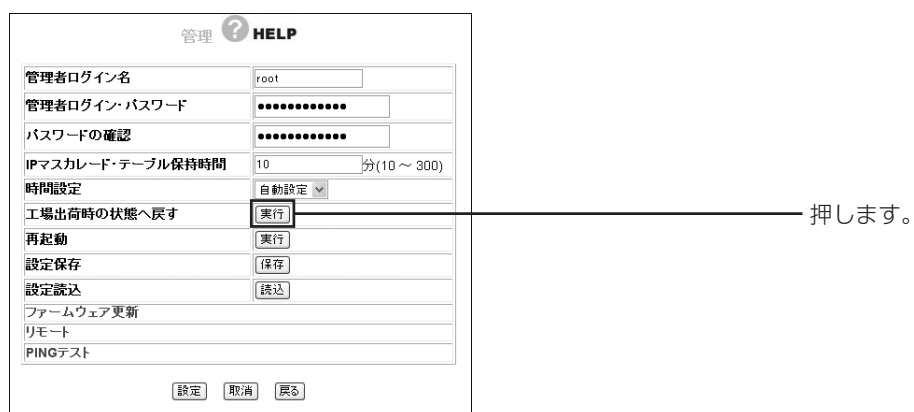 管理 ? HELP
管理者ログイン名 root
管理者ログイン・パスワード ●●●●●●●●●●●●
パスワードの確認 ●●●●●●●●●●●●
IPマスカレード・テーブル保持時間 10 分(10 ～ 300)
時間設定 自動設定
工場出荷時の状態へ戻す 実行 押します。
再起動 実行
設定保存 保存
設定読込 読込
ファームウェア更新
リモート
PINGテスト
設定 取消 戻る